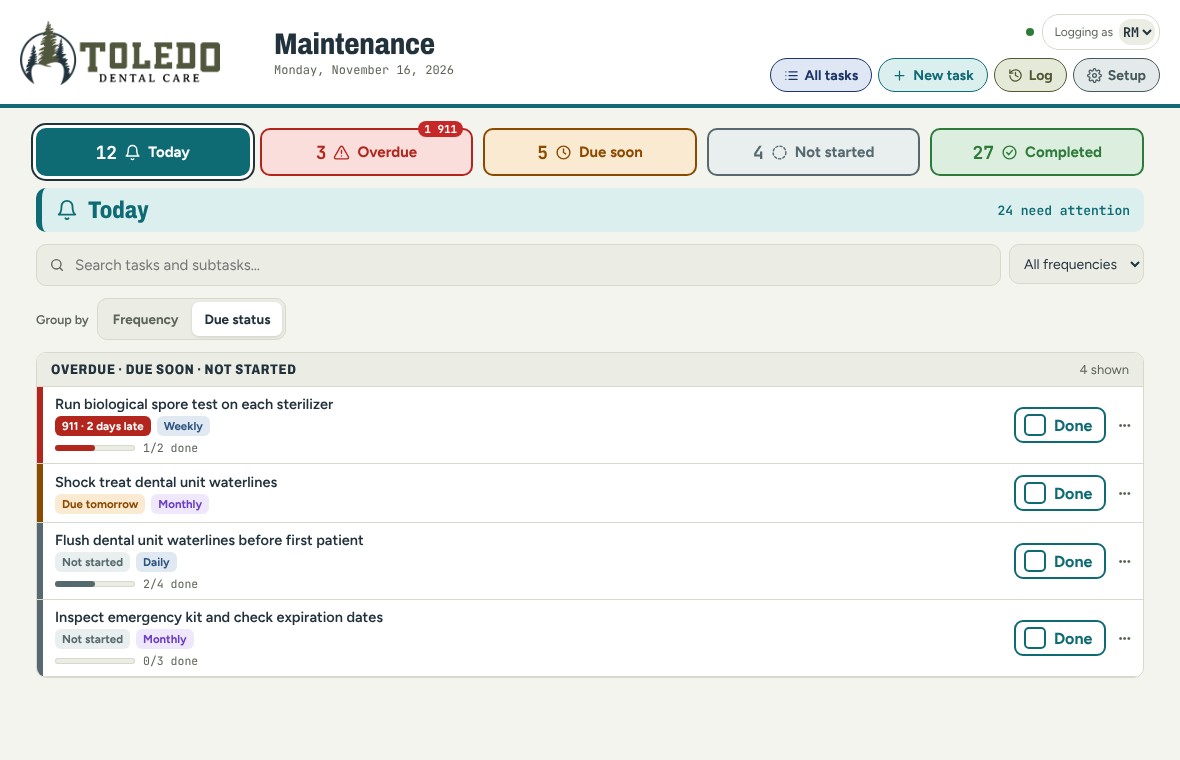 TOLEDO
DENTAL CARE
Maintenance
Monday, November 16, 2026
Logging as RM
All tasks
New task
Log
Setup
12 Today
1 911
3 Overdue
5 Due soon
4 Not started
27 Completed
Today
24 need attention
Search tasks and subtasks...
All frequencies
Group by Frequency Due status
OVERDUE · DUE SOON · NOT STARTED
4 shown
Run biological spore test on each sterilizer
911 · 2 days late Weekly
1/2 done
Done
Shock treat dental unit waterlines
Due tomorrow Monthly
Done
Flush dental unit waterlines before first patient
Not started Daily
2/4 done
Done
Inspect emergency kit and check expiration dates
Not started Monthly
0/3 done
Done